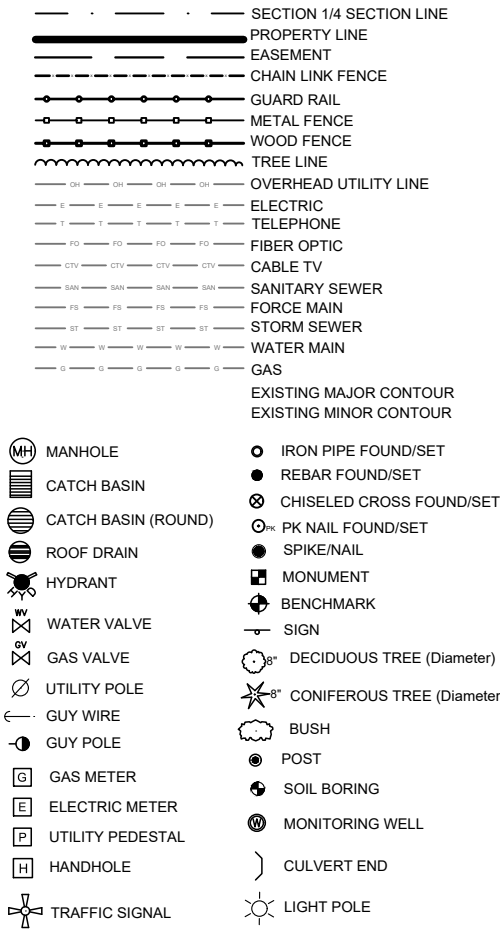 SECTION 1/4 SECTION LINE
PROPERTY LINE
EASEMENT
CHAIN LINK FENCE
GUARD RAIL
METAL FENCE
WOOD FENCE
TREE LINE
OH OH OH OH OVERHEAD UTILITY LINE
E E E E E ELECTRIC
T T T T T TELEPHONE
FO FO FO FO FIBER OPTIC
CTV CTV CTV CTV CABLE TV
SAN SAN SAN SAN SANITARY SEWER
FS FS FS FS FORCE MAIN
ST ST ST ST STORM SEWER
W W W W W WATER MAIN
G G G G G GAS
EXISTING MAJOR CONTOUR
EXISTING MINOR CONTOUR
MH MANHOLE
CATCH BASIN
CATCH BASIN (ROUND)
ROOF DRAIN
HYDRANT
WV
WATER VALVE
GV
GAS VALVE
UTILITY POLE
GUY WIRE
GUY POLE
G GAS METER
E ELECTRIC METER
P UTILITY PEDESTAL
H HANDHOLE
TRAFFIC SIGNAL
IRON PIPE FOUND/SET
REBAR FOUND/SET
CHISELED CROSS FOUND/SET
PK PK NAIL FOUND/SET
SPIKE/NAIL
MONUMENT
BENCHMARK
SIGN
8" DECIDUOUS TREE (Diameter)
8" CONIFEROUS TREE (Diameter
BUSH
POST
SOIL BORING
W MONITORING WELL
CULVERT END
LIGHT POLE